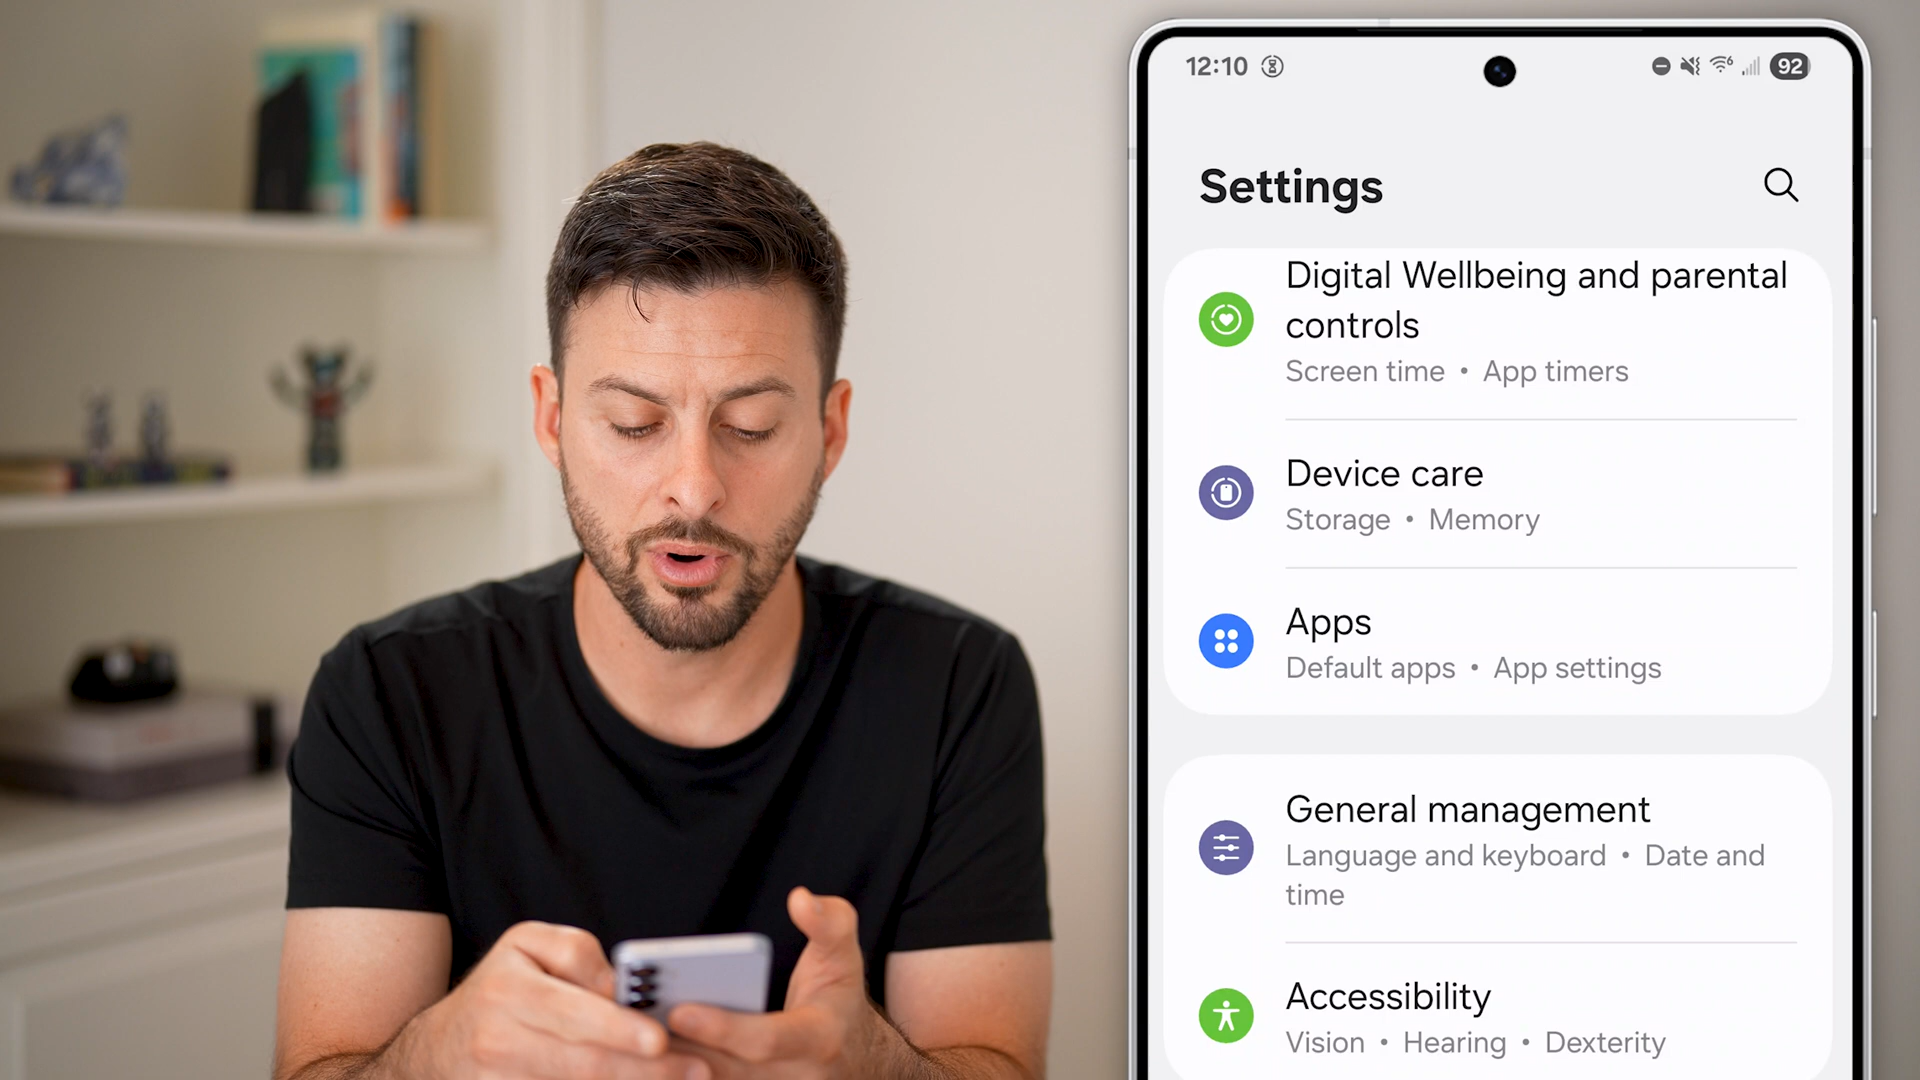 12:10
92
Settings
Digital Wellbeing and parental
controls
Screen time • App timers
Device care
Storage • Memory
Apps
Default apps • App settings
General management
Language and keyboard • Date and
time
Accessibility
Vision • Hearing • Dexterity